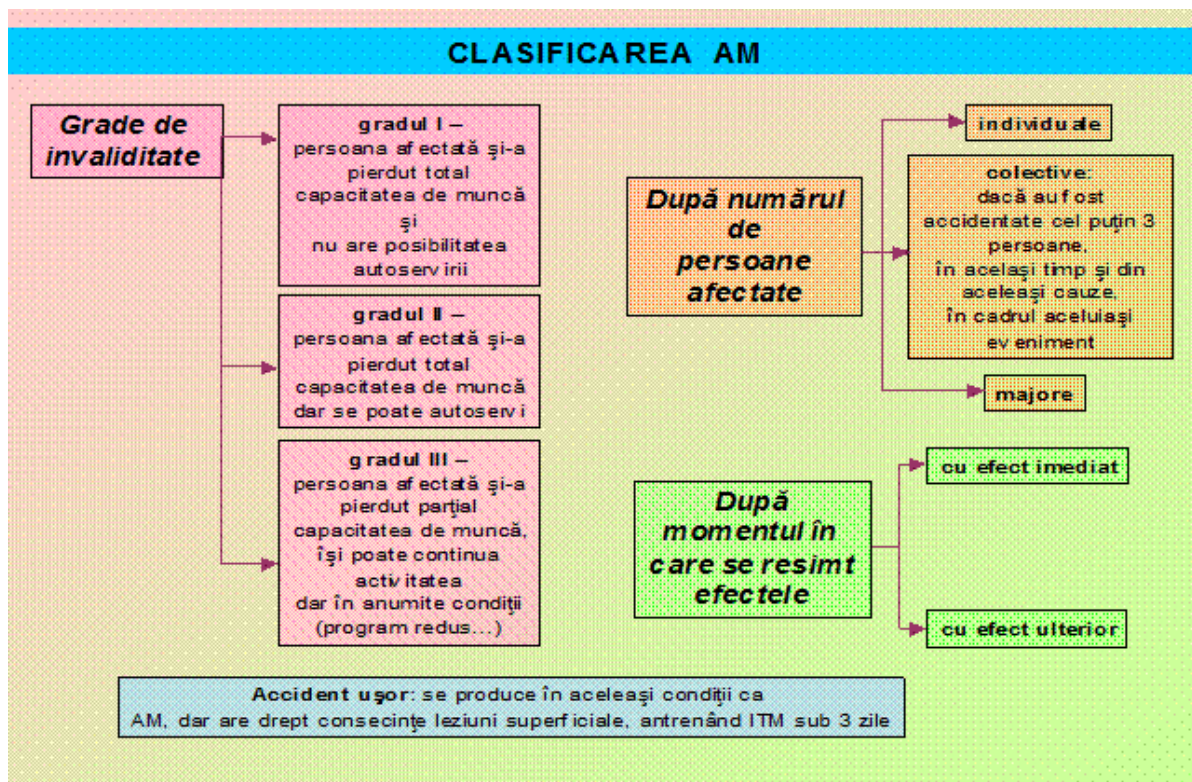 CLASIFICAREA AM
Grade de
invaliditate
gradul I –
persoana afectată şi-a
pierdut total
capacitatea de muncă
şi
nu are posibilitatea
autoservirii
gradul II –
persoana afectată şi-a
pierdut total
capacitatea de muncă
dar se poate autoservi
gradul III –
persoana afectată şi-a
pierdut parţial
capacitatea de muncă,
îşi poate continua
activitatea
dar în anumite condiţii
(program redus...)
După numărul
de
persoane
afectate
individuale
colective:
dacă au fost
accidentate cel puţin 3
persoane,
în acelaşi timp şi din
aceleaşi cauze,
în cadrul aceluiaşi
eveniment
majore
După
momentul în
care se resimt
efectele
cu efect imediat
cu efect ulterior
Accident uşor: se produce în aceleaşi condiţii ca
AM, dar are drept consecinţe leziuni superficiale, antrenând ITM sub 3 zile